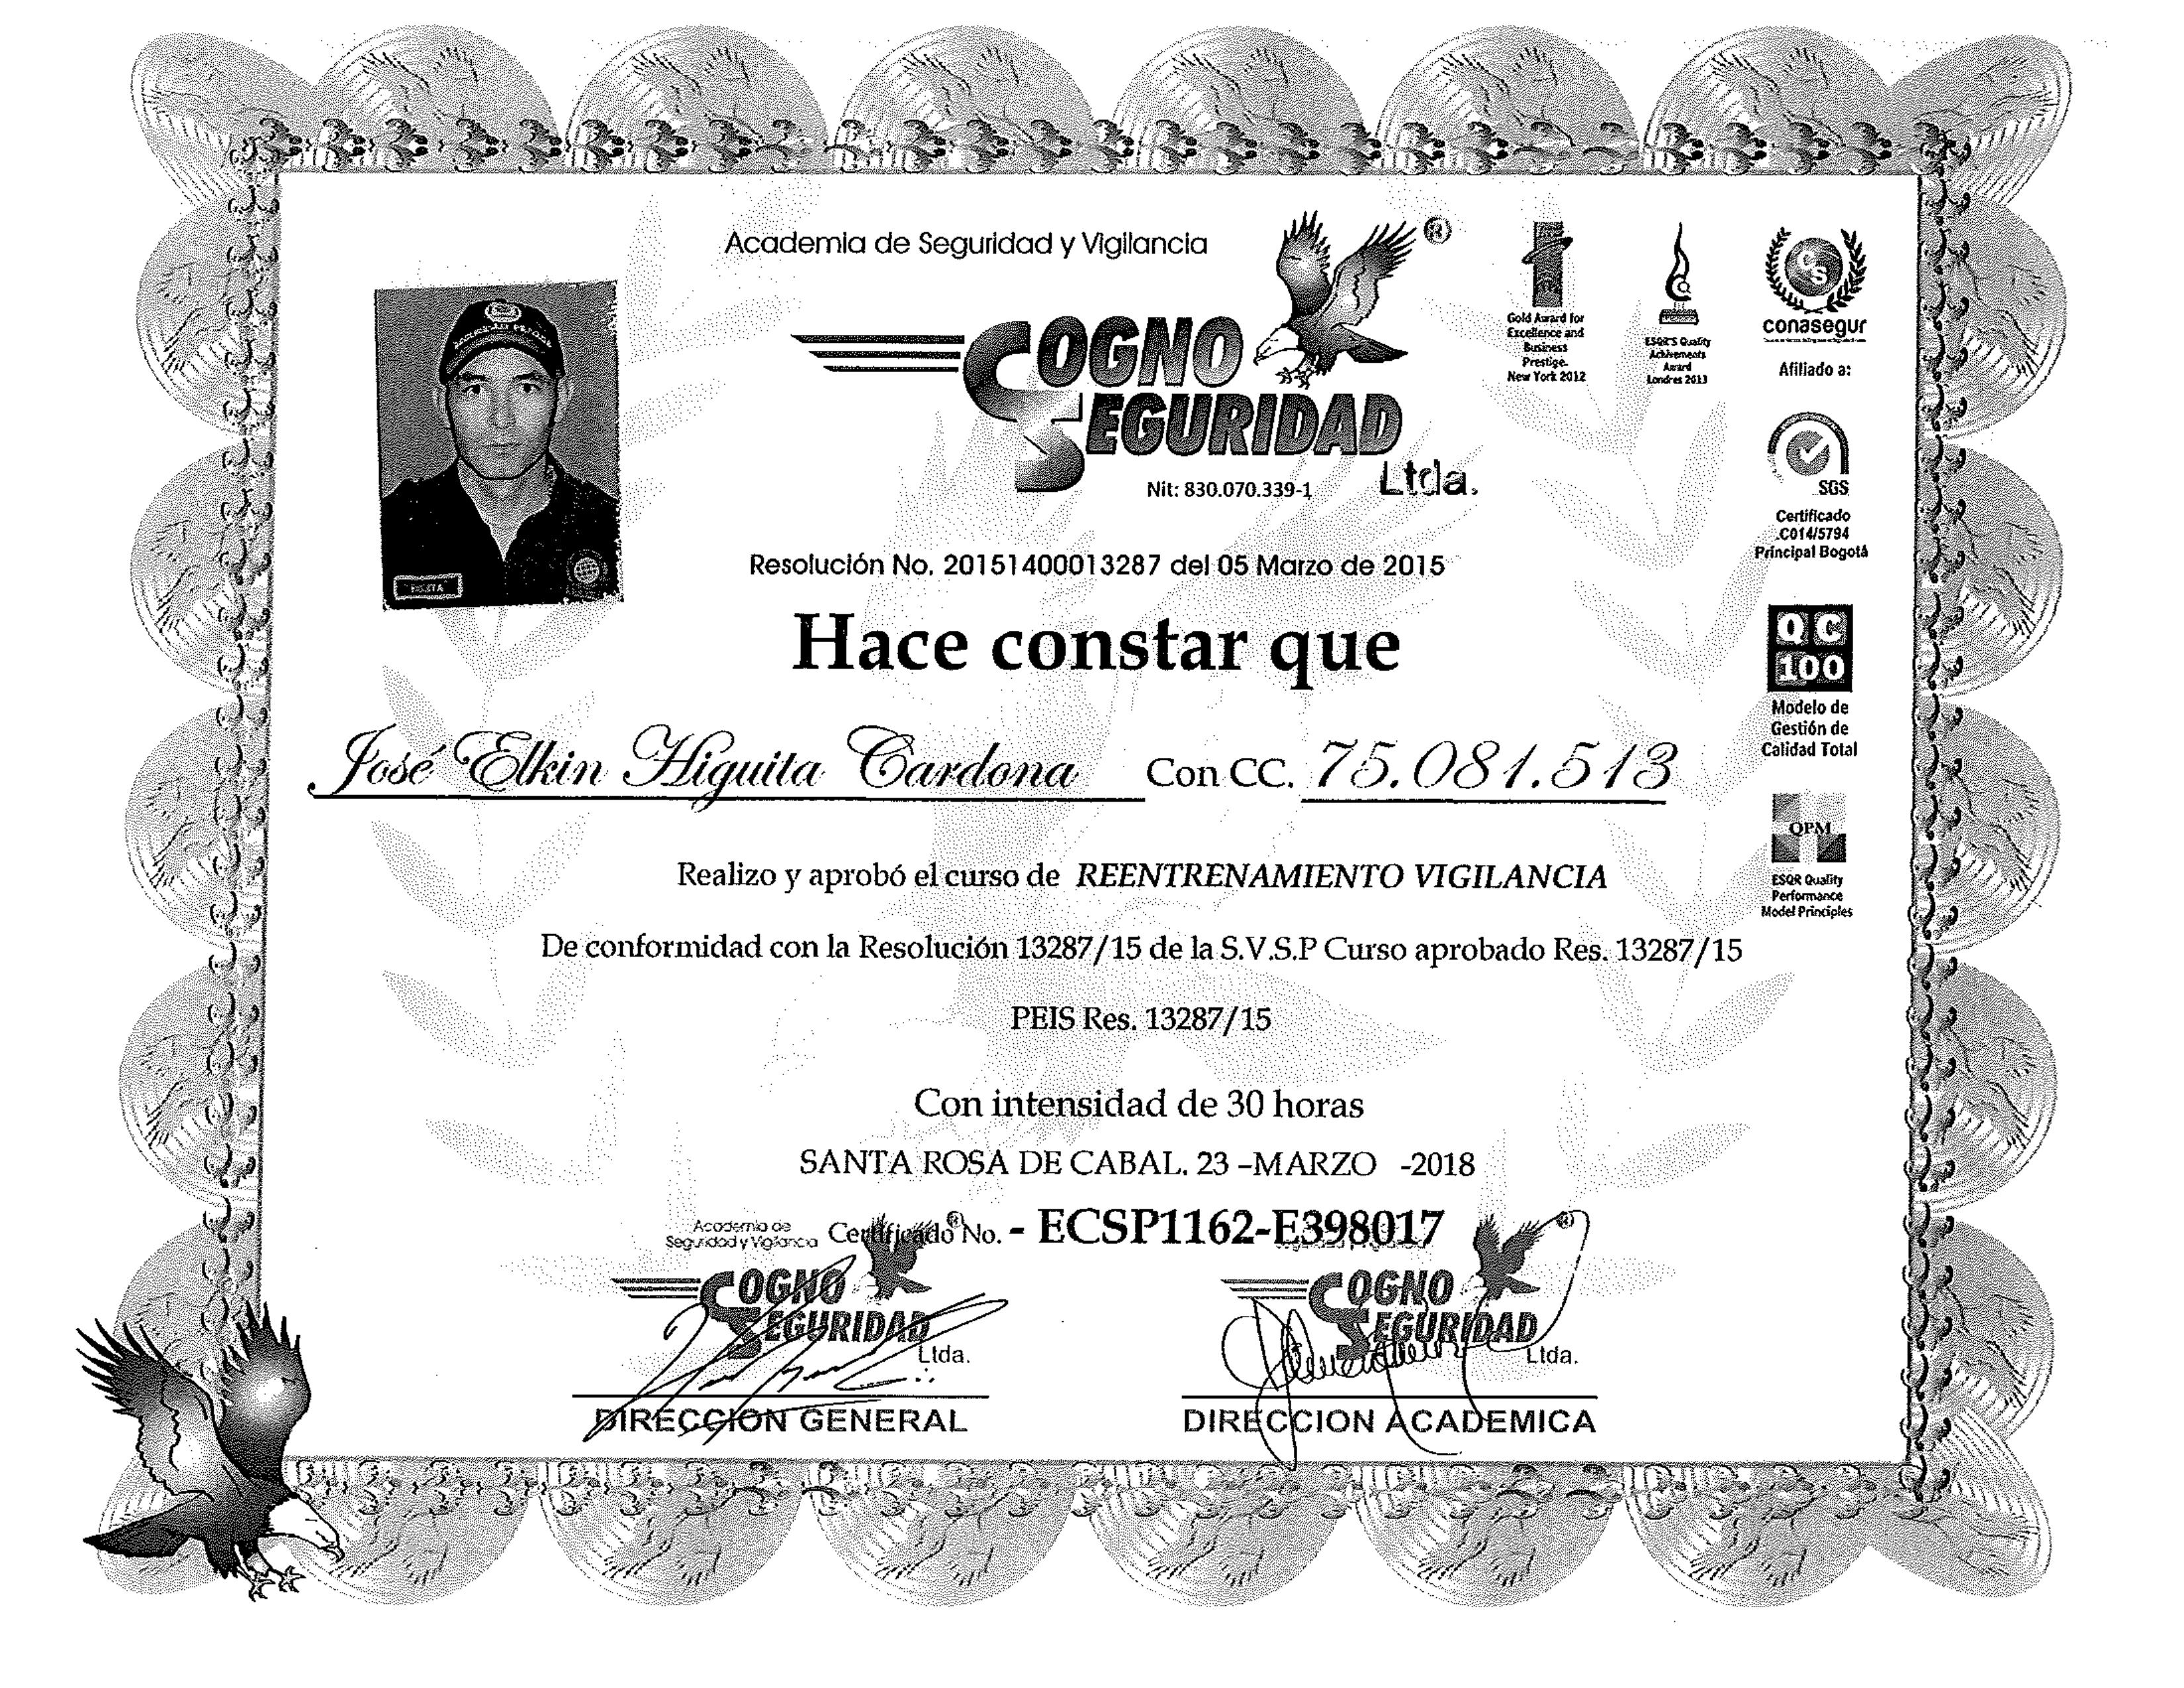 Academia de Seguridad y Vigilancia
®
COGNO
SEGURIDAD
Ltda.
Nit: 830.070.339-1
Gold Award for
Excellence and
Business
Prestige.
New York 2012
ESQR'S Quality
Achivements
Award
Londres 2013
CS
conasegur
Afiliado a:
SGS
Certificado
.CO14/5794
Principal Bogotá
Resolución No. 20151400013287 del 05 Marzo de 2015
Hace constar que
QC
100
Modelo de
Gestión de
Calidad Total
José Elkin Higuita Cardona Con CC. 75.081.513
QPM
ESQR Quality
Performance
Model Principles
Realizo y aprobó el curso de REENTRENAMIENTO VIGILANCIA
De conformidad con la Resolución 13287/15 de la S.V.S.P Curso aprobado Res. 13287/15
PEIS Res. 13287/15
Con intensidad de 30 horas
SANTA ROSA DE CABAL. 23 –MARZO -2018
Certificado No. - ECSP1162-E398017
Academia de
Seguridad y Vigilancia
®
COGNO
SEGURIDAD
Ltda.
®
COGNO
SEGURIDAD
Ltda.
DIRECCION GENERAL
DIRECCION ACADEMICA